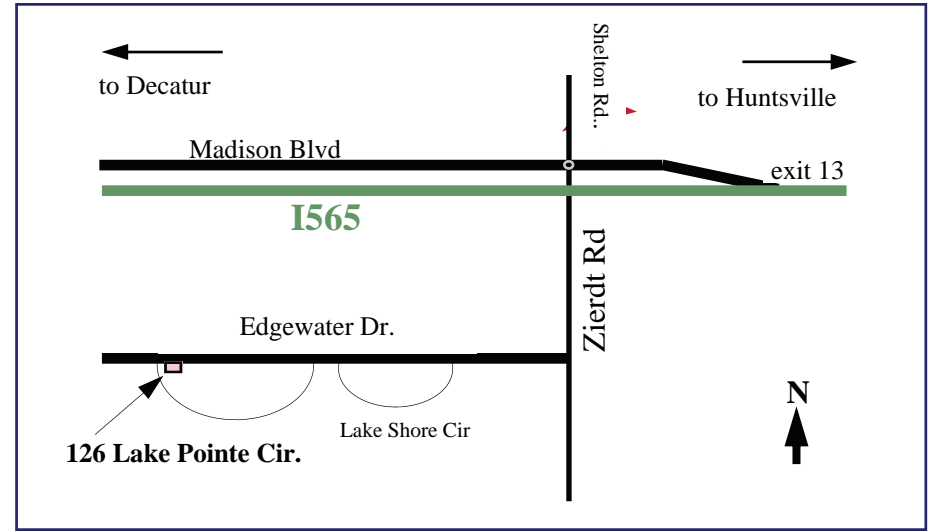 Shelton Rd..
to Decatur
to Huntsville
Madison Blvd
exit 13
I565
Zierdt Rd
Edgewater Dr.
N
Lake Shore Cir
126 Lake Pointe Cir.